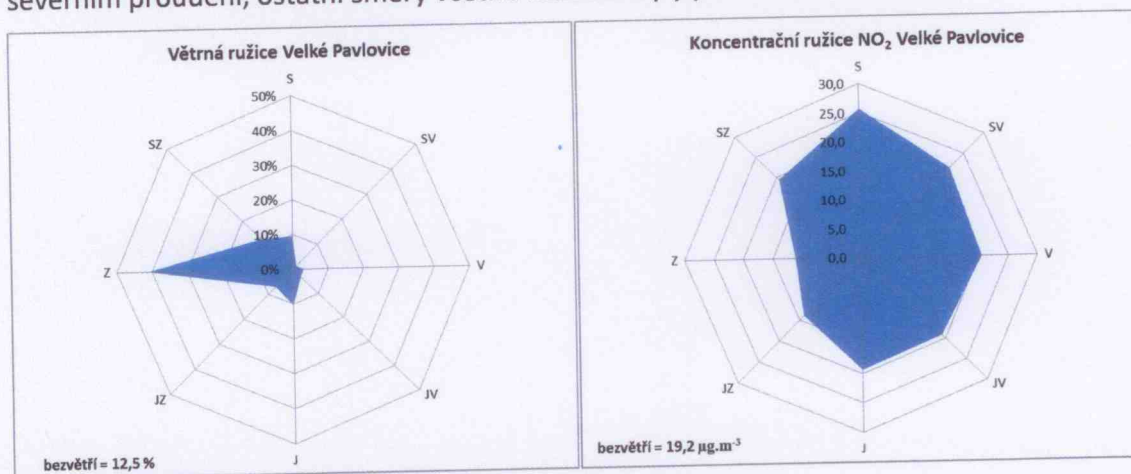 Větrná ružice Velké Pavlovice
S
50%
40%
30%
20%
10%
0%
SV
V
JV
J
JZ
Z
SZ
bezvětří = 12,5 %
Koncentrační ružice NO₂ Velké Pavlovice
S
30,0
25,0
20,0
15,0
10,0
5,0
0,0
SV
V
JV
J
JZ
Z
SZ
bezvětří = 19,2 µg.m⁻³